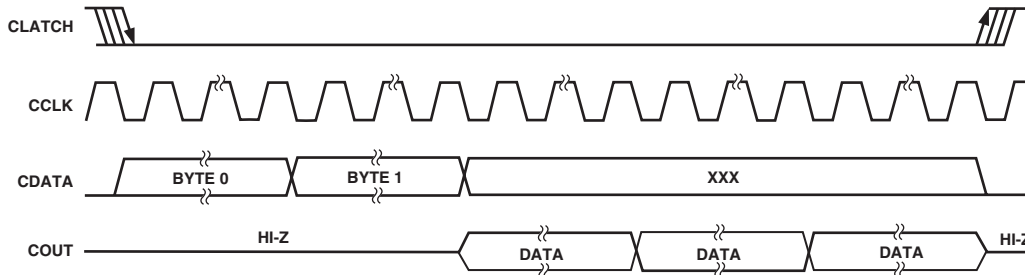 CLATCH
CCLK
CDATA BYTE 0 BYTE 1 XXX
COUT HI-Z DATA DATA DATA HI-Z